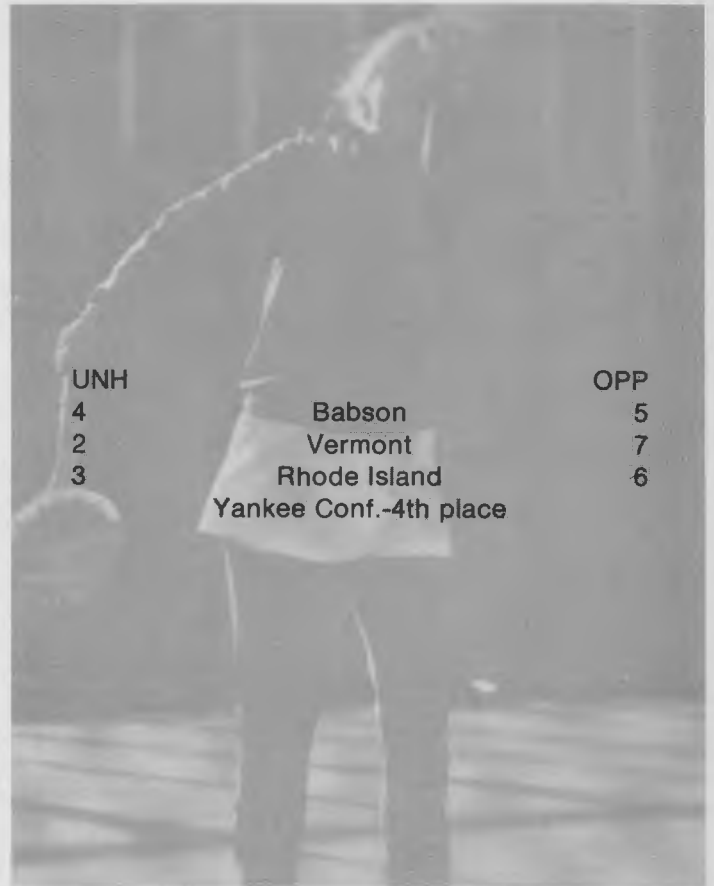 UNH OPP
4 Babson 5
2 Vermont 7
3 Rhode Island 6
Yankee Conf.-4th place